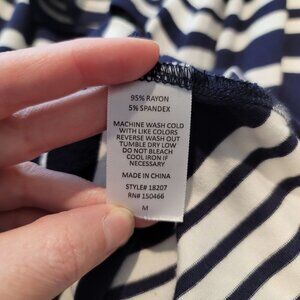 95% RAYON
5% SPANDEX
MACHINE WASH COLD
WITH LIKE COLORS
REVERSE WASH OUT
TUMBLE DRY LOW
DO NOT BLEACH
COOL IRON IF
NECESSARY
MADE IN CHINA
STYLE# 18207
RN# 150466
M